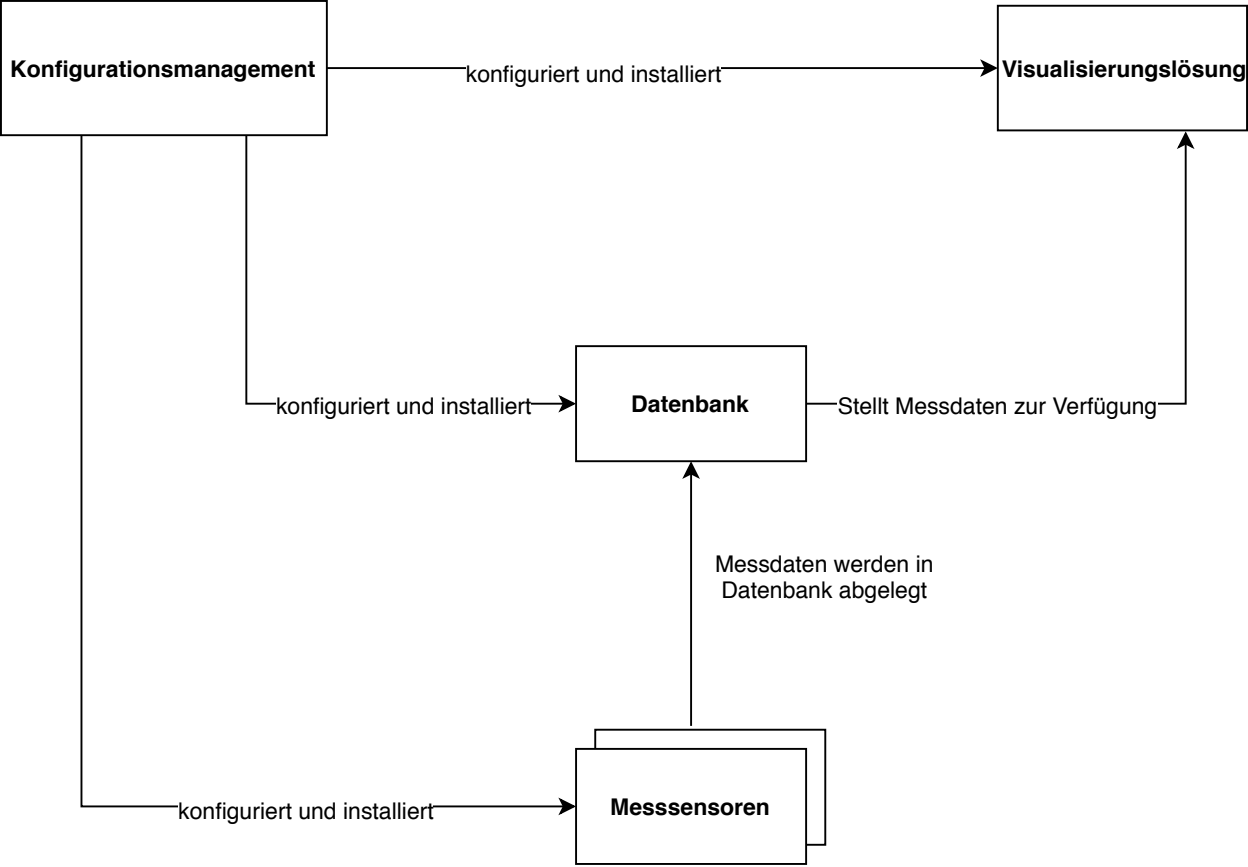 Konfigurationsmanagement
konfiguriert und installiert
Visualisierungslösung
konfiguriert und installiert
Datenbank
Stellt Messdaten zur Verfügung
Messdaten werden in
Datenbank abgelegt
konfiguriert und installiert
Messsensoren